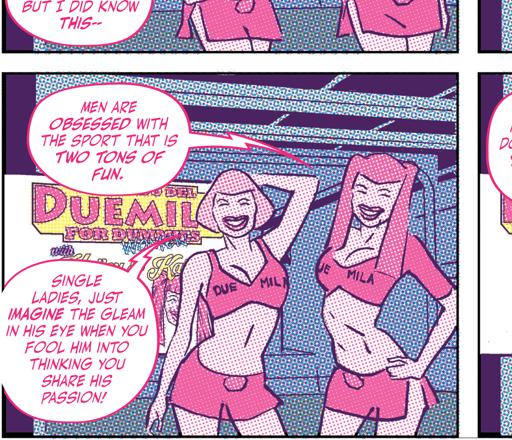 BUT I DID KNOW
THIS--
MEN ARE
OBSESSED WITH
THE SPORT THAT IS
TWO TONS OF
FUN.
DEL
DUEMIL
FOR DUMMIES
with
SINGLE
LADIES, JUST
IMAGINE THE GLEAM
IN HIS EYE WHEN YOU
FOOL HIM INTO
THINKING YOU
SHARE HIS
PASSION!
DUE MILA
DUE MILA